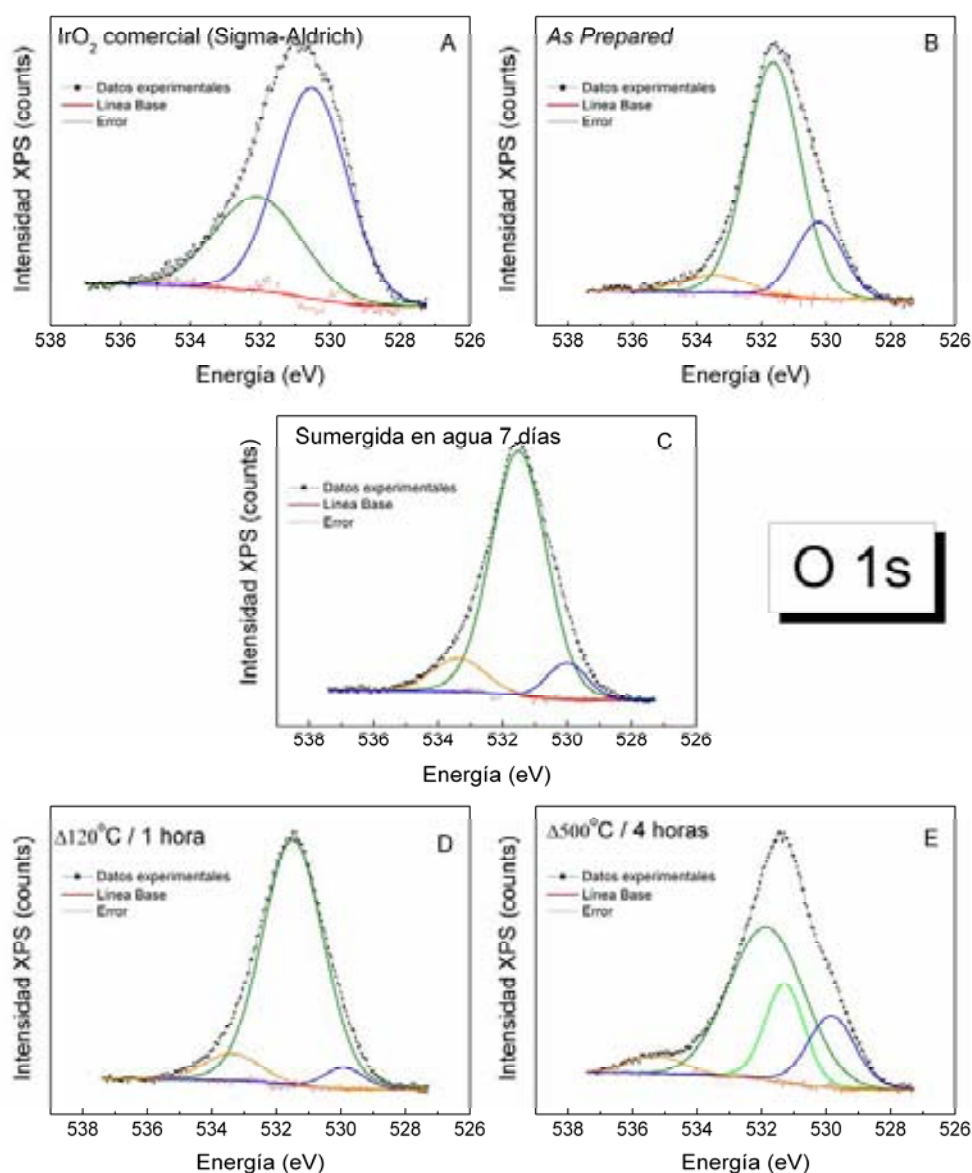 IrO₂ comercial (Sigma-Aldrich)
A
Datos experimentales
Línea Base
Error
Intensidad XPS (counts)
538 536 534 532 530 528 526
Energía (eV)
As Prepared
B
Datos experimentales
Línea Base
Error
Intensidad XPS (counts)
538 536 534 532 530 528 526
Energía (eV)
Sumergida en agua 7 días
C
Datos experimentales
Línea Base
Error
Intensidad XPS (counts)
538 536 534 532 530 528 526
Energía (eV)
O 1s
Δ120°C / 1 hora
D
Datos experimentales
Línea Base
Error
Intensidad XPS (counts)
538 536 534 532 530 528 526
Energía (eV)
Δ500°C / 4 horas
E
Datos experimentales
Línea Base
Error
Intensidad XPS (counts)
538 536 534 532 530 528 526
Energía (eV)